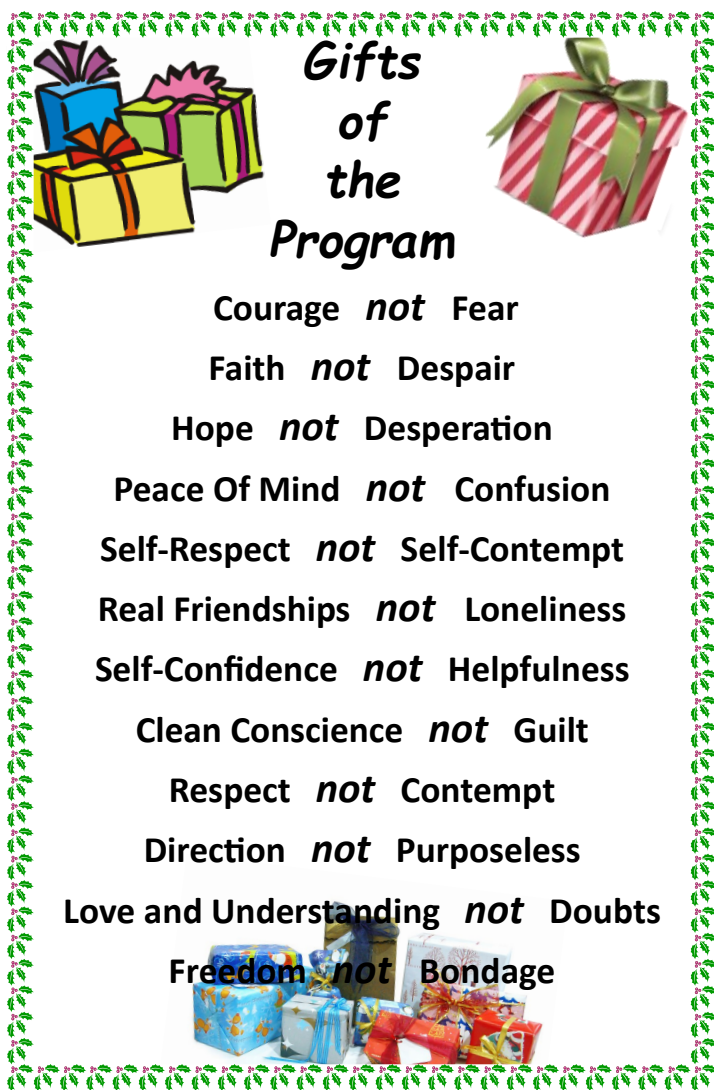 Gifts
of
the
Program
Courage not Fear
Faith not Despair
Hope not Desperation
Peace Of Mind not Confusion
Self-Respect not Self-Contempt
Real Friendships not Loneliness
Self-Confidence not Helpfulness
Clean Conscience not Guilt
Respect not Contempt
Direction not Purposeless
Love and Understanding not Doubts
Freedom not Bondage